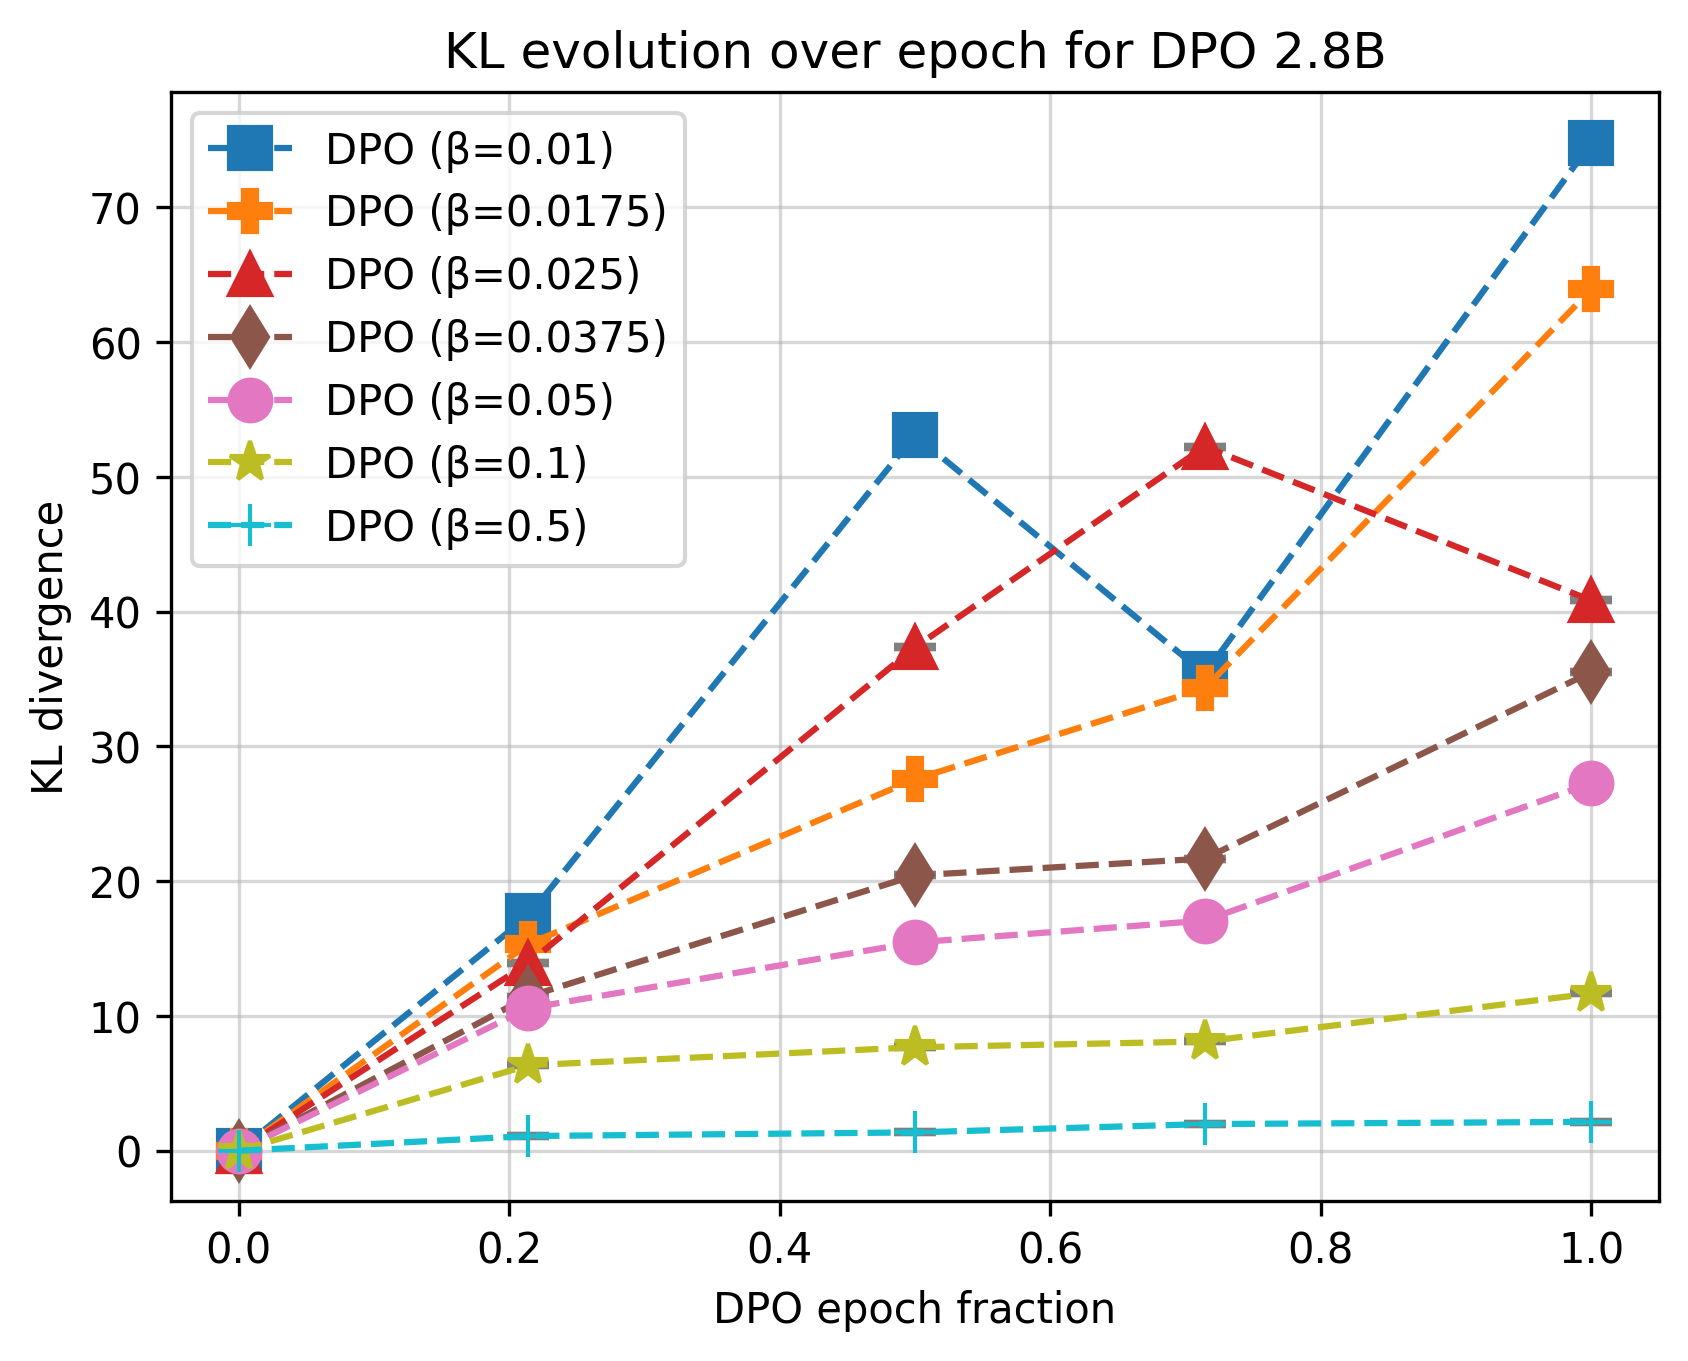 KL evolution over epoch for DPO 2.8B
DPO (β=0.01)
DPO (β=0.0175)
DPO (β=0.025)
DPO (β=0.0375)
DPO (β=0.05)
DPO (β=0.1)
DPO (β=0.5)
KL divergence
70
60
50
40
30
20
10
0
0.0 0.2 0.4 0.6 0.8 1.0
DPO epoch fraction